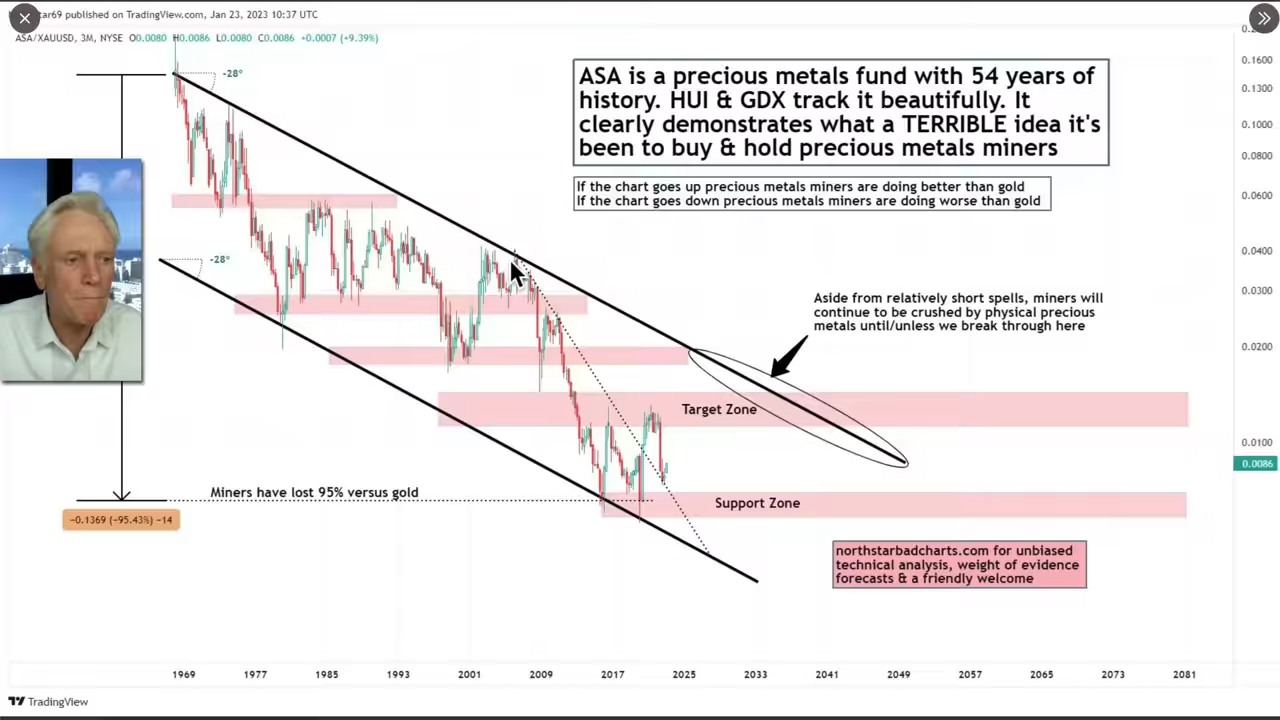 tar69 published on TradingView.com, Jan 23, 2023 10:37 UTC
ASA/XAUUSD, 3M, NYSE O0.0080 H0.0086 L0.0080 C0.0086 +0.0007 (+9.39%)
-28°
ASA is a precious metals fund with 54 years of
history. HUI & GDX track it beautifully. It
clearly demonstrates what a TERRIBLE idea it's
been to buy & hold precious metals miners
If the chart goes up precious metals miners are doing better than gold
If the chart goes down precious metals miners are doing worse than gold
-28°
Aside from relatively short spells, miners will
continue to be crushed by physical precious
metals until/unless we break through here
Target Zone
Miners have lost 95% versus gold
Support Zone
−0.1369 (−95.43%) −14
northstarbadcharts.com for unbiased
technical analysis, weight of evidence
forecasts & a friendly welcome
0.1600
0.1300
0.1000
0.0800
0.0600
0.0400
0.0300
0.0200
0.0100
0.0086
1969 1977 1985 1993 2001 2009 2017 2025 2033 2041 2049 2057 2065 2073 2081
TradingView